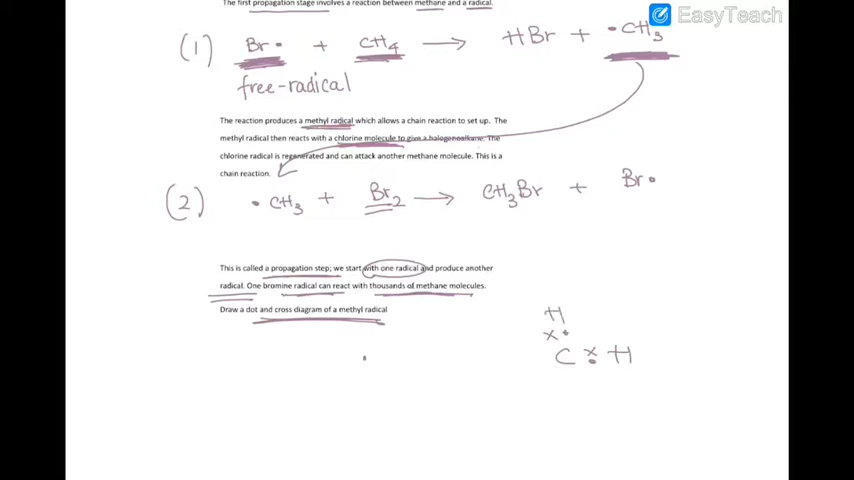 The first propagation stage involves a reaction between methane and a radical.
EasyTeach
(1) Br• + CH4 → HBr + •CH3
free-radical
The reaction produces a methyl radical which allows a chain reaction to set up. The
methyl radical then reacts with a chlorine molecule to give a halogenoalkane. The
chlorine radical is regenerated and can attack another methane molecule. This is a
chain reaction.
(2) •CH3 + Br2 → CH3Br + Br•
This is called a propagation step; we start with one radical and produce another
radical. One bromine radical can react with thousands of methane molecules.
Draw a dot and cross diagram of a methyl radical
H
x•
C x• H